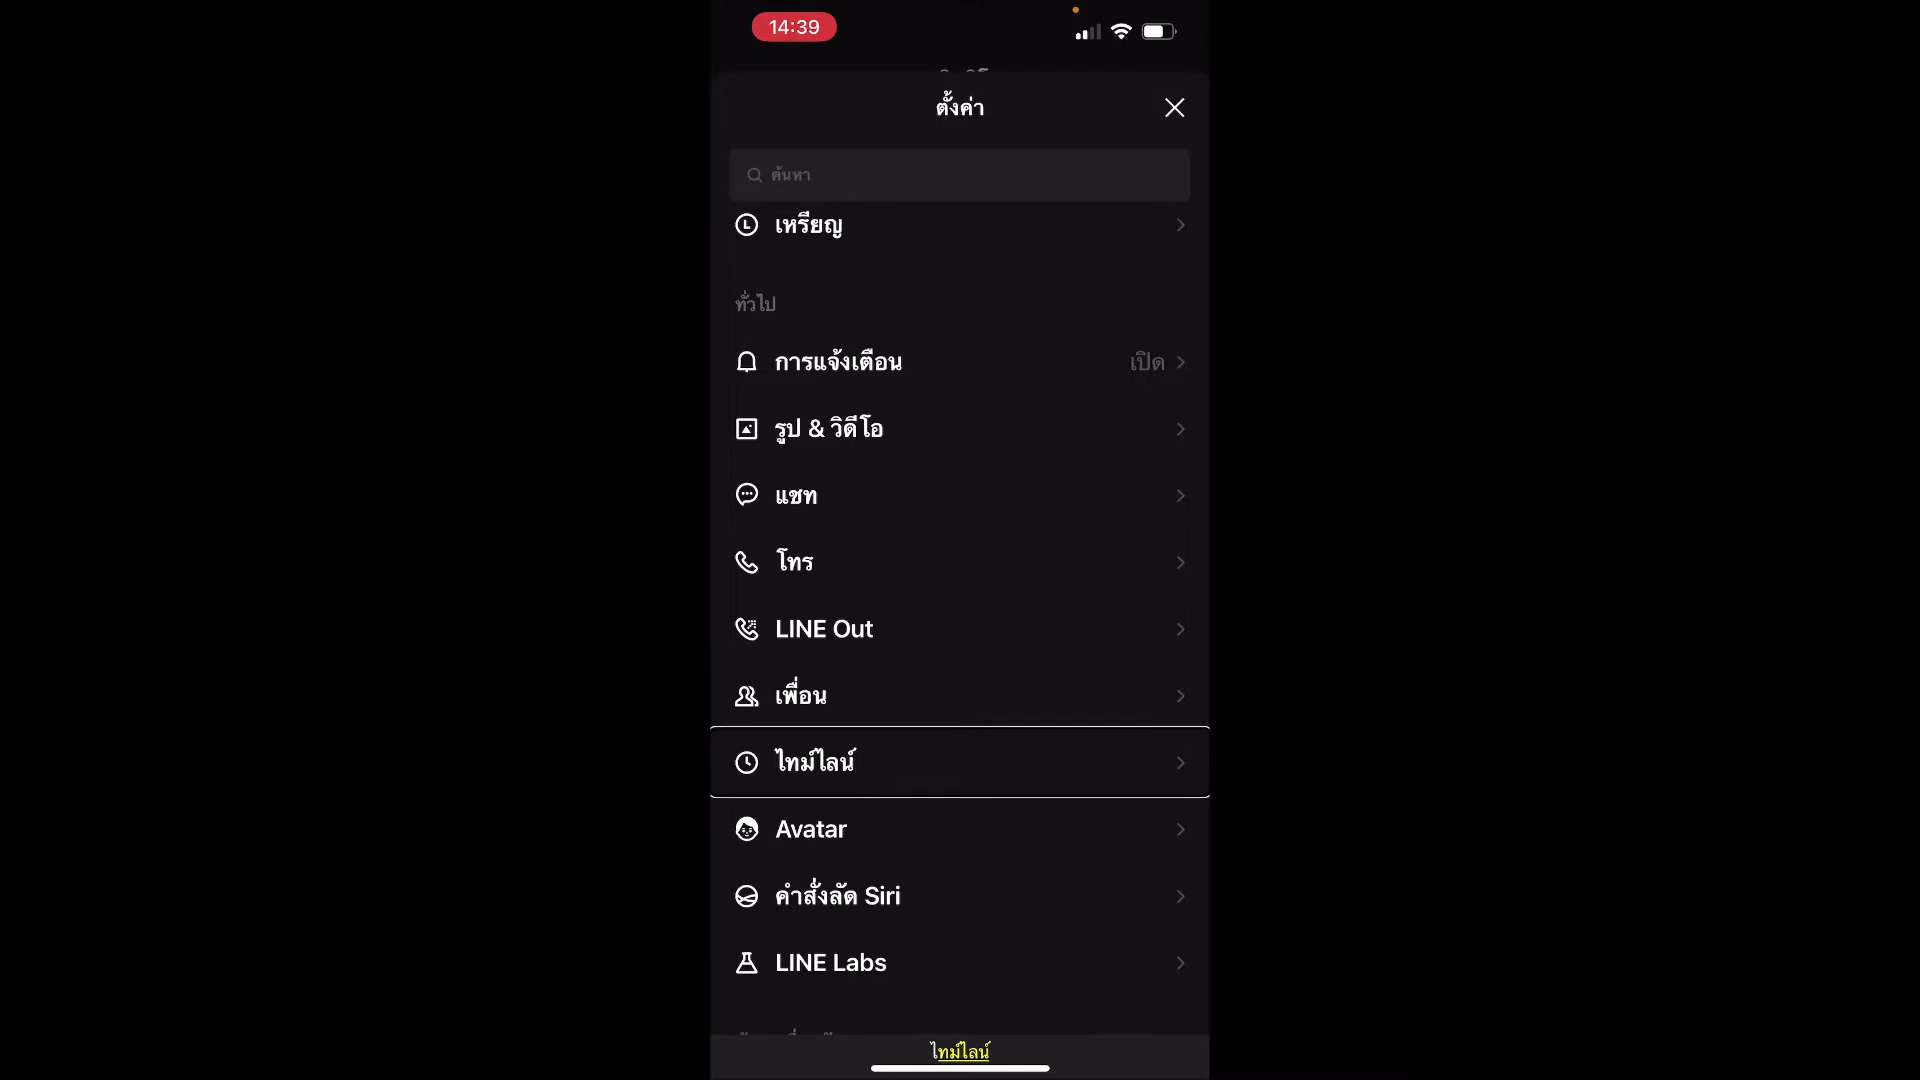 14:39
ตั้งค่า
ค้นหา
เหรียญ
ทั่วไป
การแจ้งเตือน
เปิด
รูป & วิดีโอ
แชท
โทร
LINE Out
เพื่อน
ไทม์ไลน์
Avatar
คำสั่งลัด Siri
LINE Labs
ไทม์ไลน์